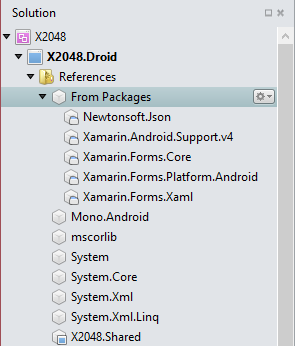 Solution
X2048
X2048.Droid
References
From Packages
Newtonsoft.Json
Xamarin.Android.Support.v4
Xamarin.Forms.Core
Xamarin.Forms.Platform.Android
Xamarin.Forms.Xaml
Mono.Android
mscorlib
System
System.Core
System.Xml
System.Xml.Linq
X2048.Shared